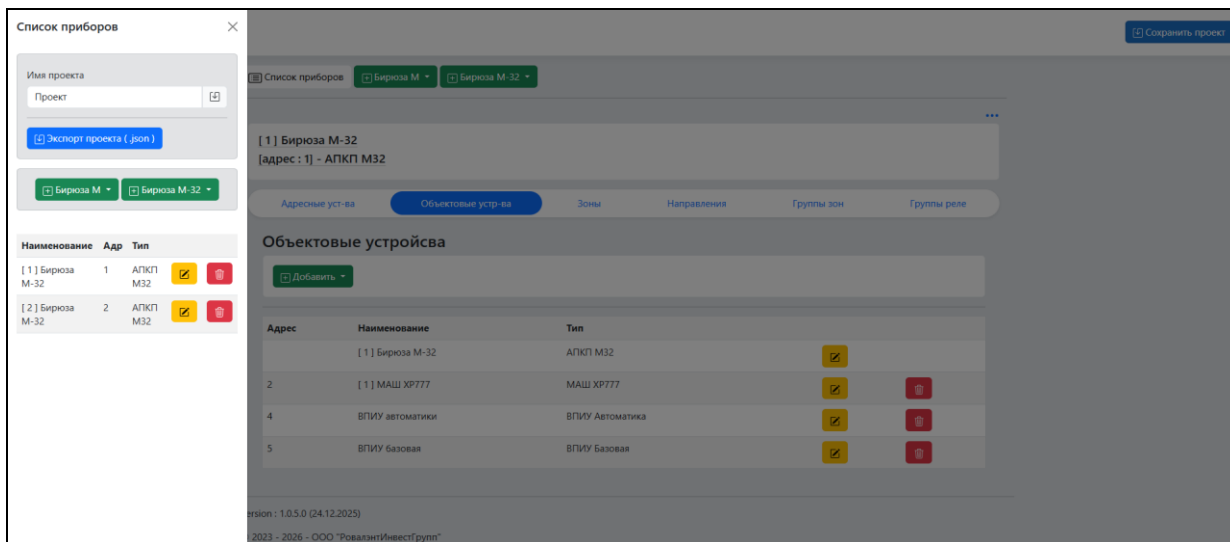 Список приборов
Имя проекта
Проект
Экспорт проекта ( .json )
Бирюза М
Бирюза М-32
Наименование Адр Тип
[ 1 ] Бирюза 1 АПКП
М-32 М32
[ 2 ] Бирюза 2 АПКП
М-32 М32
Сохранить проект
Список приборов Бирюза М Бирюза М-32
[ 1 ] Бирюза М-32
[адрес : 1] - АПКП М32
Адресные уст-ва Объектовые устр-ва Зоны Направления Группы зон Группы реле
Объектовые устройсва
Добавить
Адрес Наименование Тип
[ 1 ] Бирюза М-32 АПКП М32
2 [ 1 ] МАШ ХР777 МАШ ХР777
4 ВПИУ автоматики ВПИУ Автоматика
5 ВПИУ базовая ВПИУ Базовая
ersion : 1.0.5.0 (24.12.2025)
2023 - 2026 - ООО "РовалэнтИнвестГрупп"